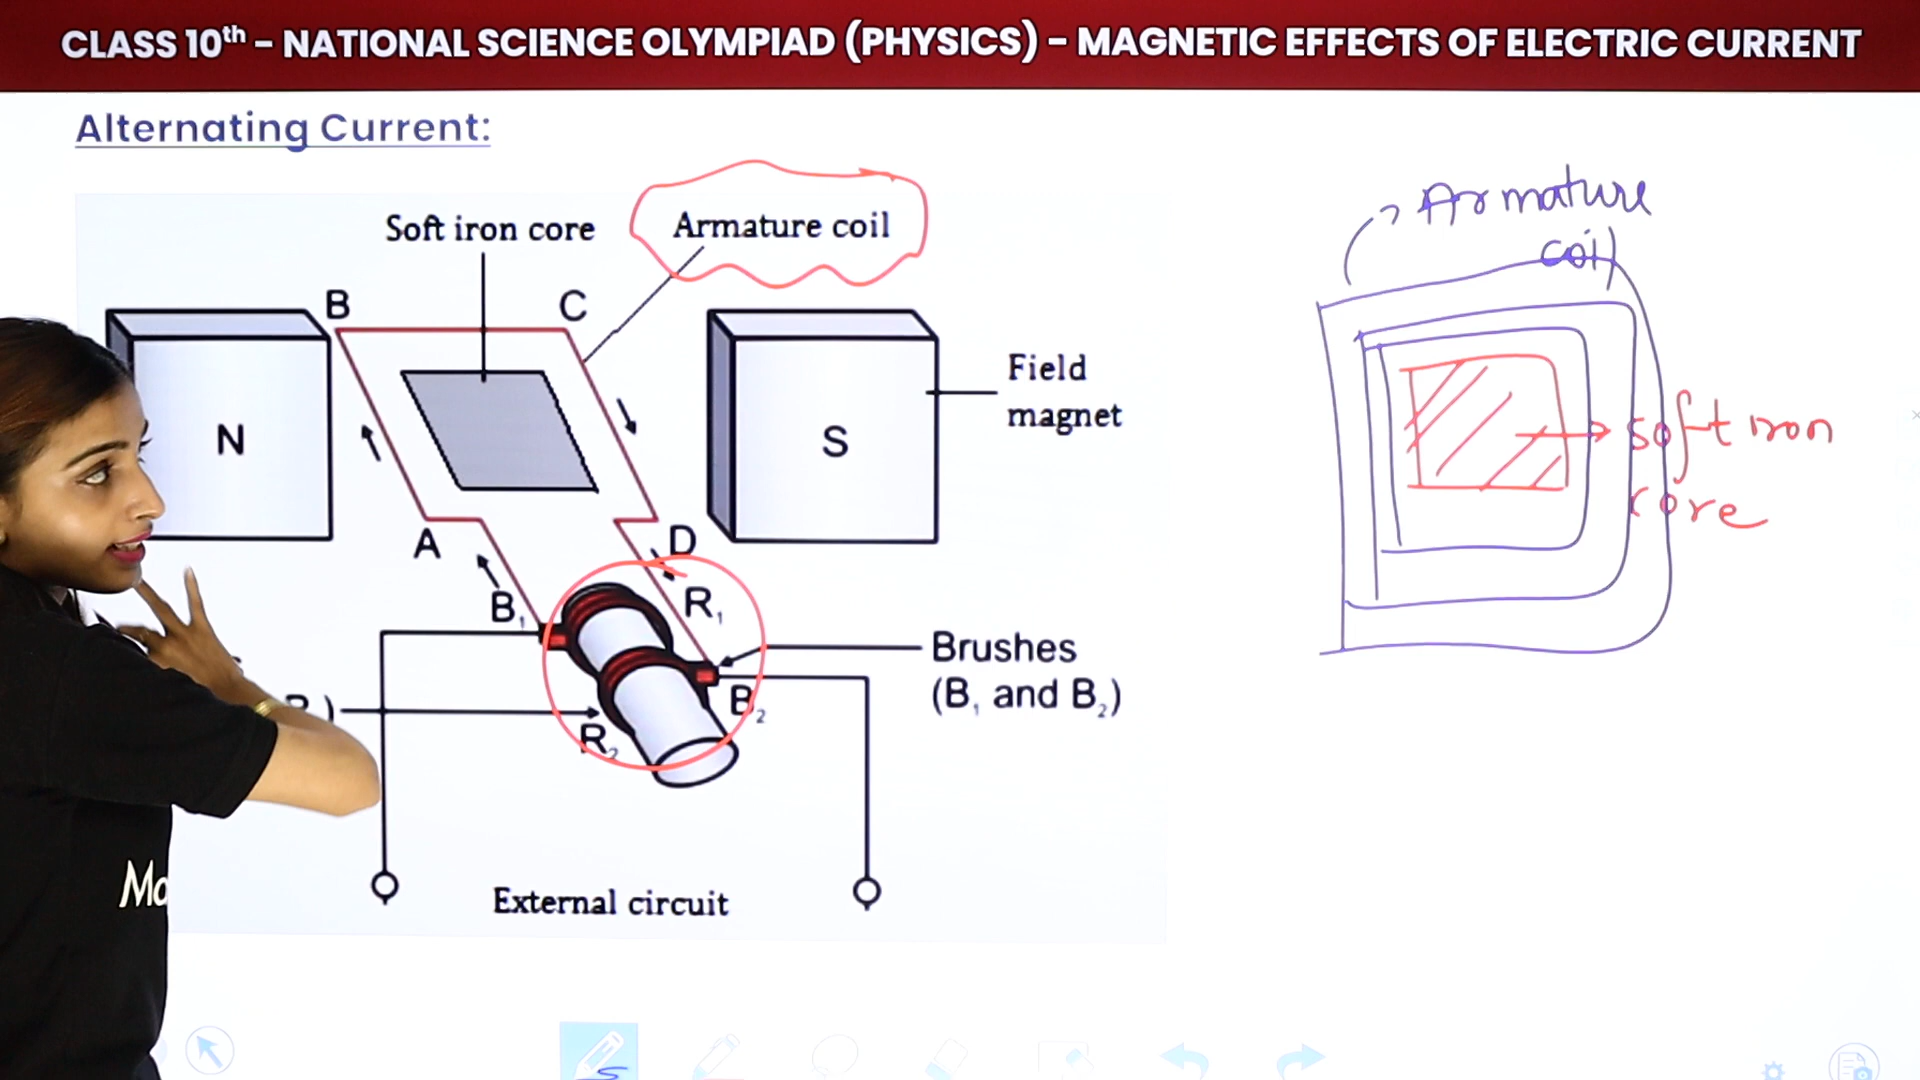 CLASS 10th – NATIONAL SCIENCE OLYMPIAD (PHYSICS) – MAGNETIC EFFECTS OF ELECTRIC CURRENT
Alternating Current:
Soft iron core
Armature coil
B
C
N
S
Field
magnet
A
D
B₁
R₁
Brushes
(B₁ and B₂)
B₂
R₂
External circuit
Armature
coil
soft iron
core